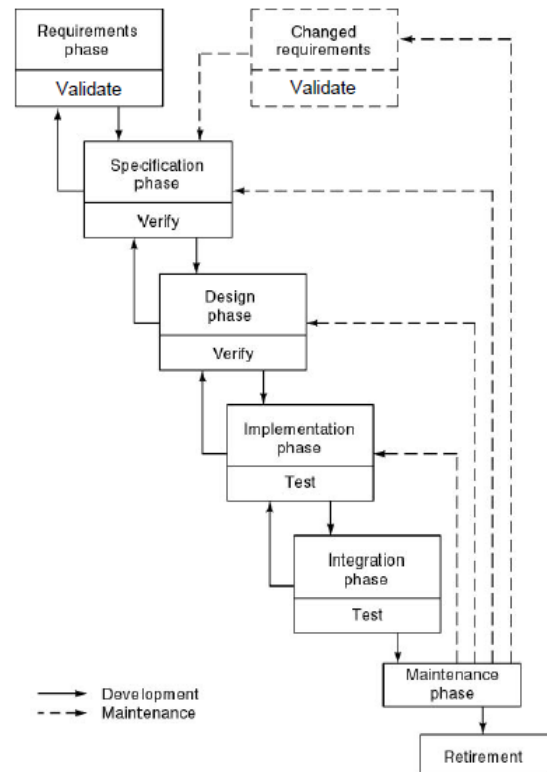 Requirements
phase
Validate
Changed
requirements
Validate
Specification
phase
Verify
Design
phase
Verify
Implementation
phase
Test
Integration
phase
Test
Maintenance
phase
Development
Maintenance
Retirement